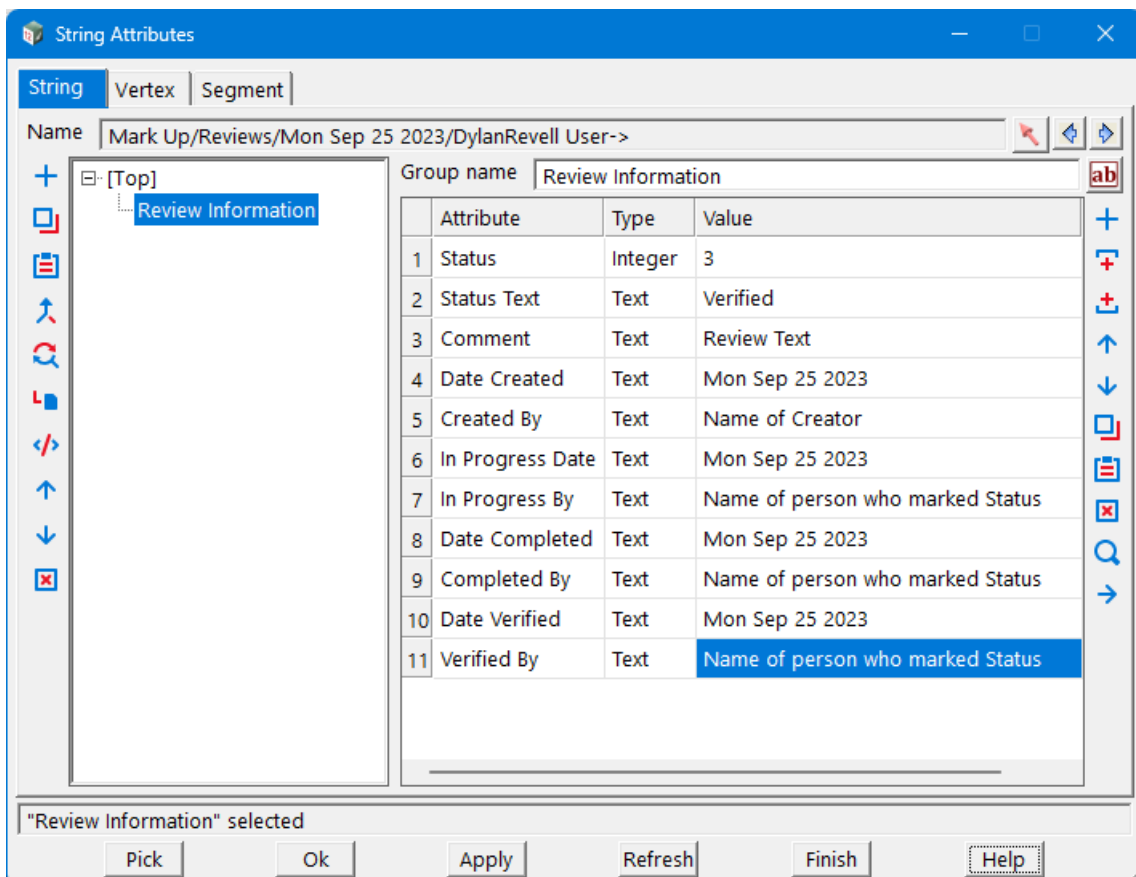 String Attributes
String Vertex Segment
Name Mark Up/Reviews/Mon Sep 25 2023/DylanRevell User->
[Top]
Review Information
Group name Review Information
ab
Attribute Type Value
1 Status Integer 3
2 Status Text Text Verified
3 Comment Text Review Text
4 Date Created Text Mon Sep 25 2023
5 Created By Text Name of Creator
6 In Progress Date Text Mon Sep 25 2023
7 In Progress By Text Name of person who marked Status
8 Date Completed Text Mon Sep 25 2023
9 Completed By Text Name of person who marked Status
10 Date Verified Text Mon Sep 25 2023
11 Verified By Text Name of person who marked Status
"Review Information" selected
Pick Ok Apply Refresh Finish Help